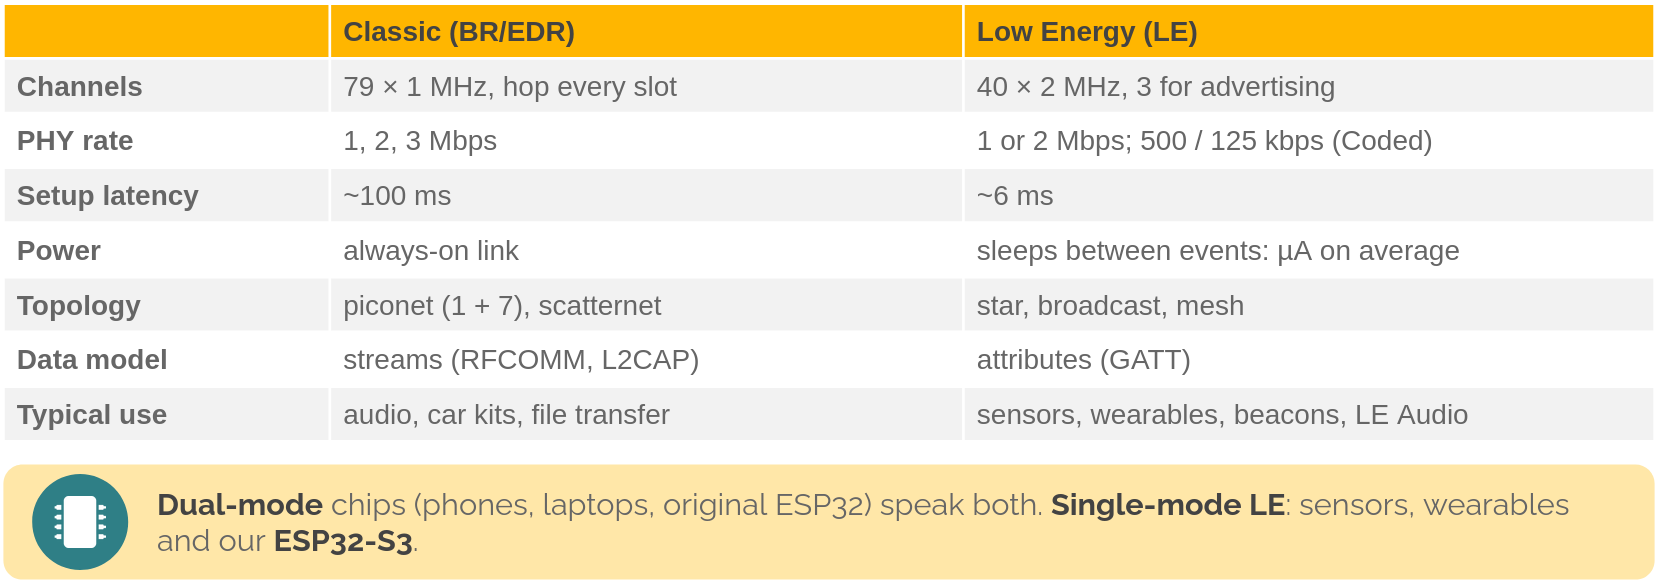 Classic (BR/EDR) Low Energy (LE)
Channels 79 × 1 MHz, hop every slot 40 × 2 MHz, 3 for advertising
PHY rate 1, 2, 3 Mbps 1 or 2 Mbps; 500 / 125 kbps (Coded)
Setup latency ~100 ms ~6 ms
Power always-on link sleeps between events: µA on average
Topology piconet (1 + 7), scatternet star, broadcast, mesh
Data model streams (RFCOMM, L2CAP) attributes (GATT)
Typical use audio, car kits, file transfer sensors, wearables, beacons, LE Audio
Dual-mode chips (phones, laptops, original ESP32) speak both. Single-mode LE: sensors, wearables
and our ESP32-S3.